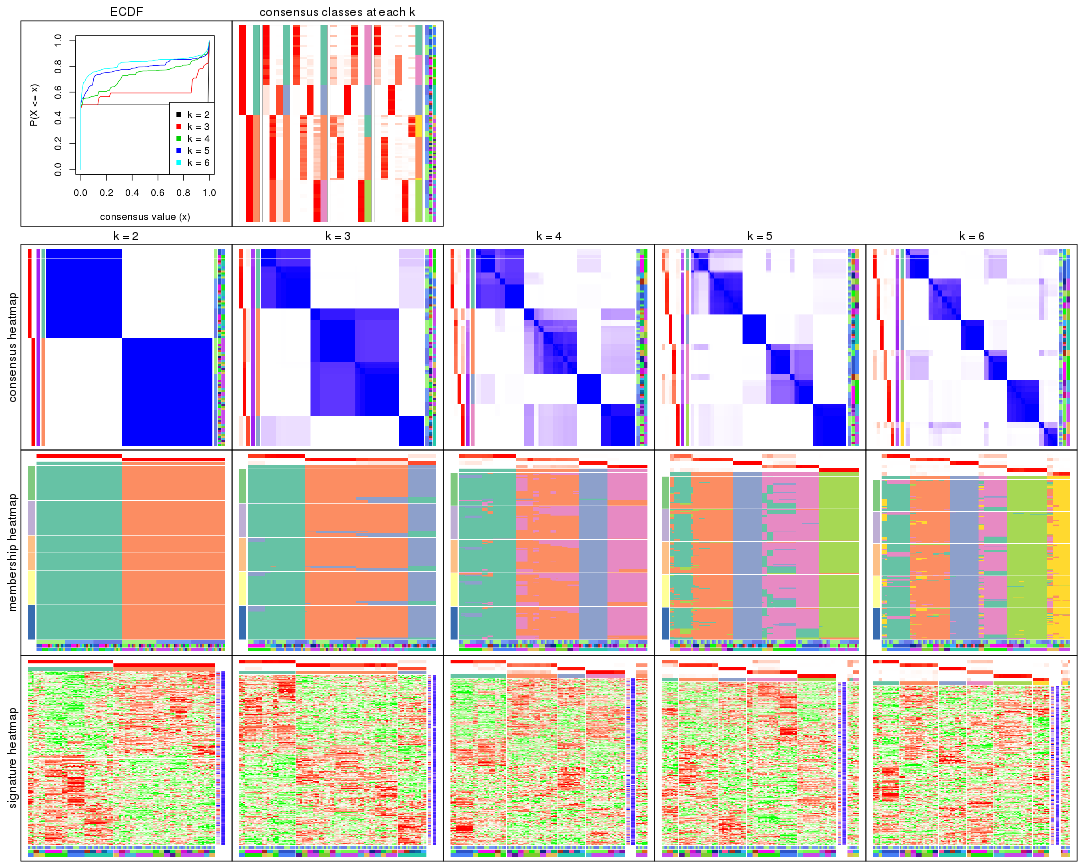 ECDF
consensus classes at each k
P(X <= x)
0.0 0.2 0.4 0.6 0.8 1.0
k = 2
k = 3
k = 4
k = 5
k = 6
0.0 0.2 0.4 0.6 0.8 1.0
consensus value (x)
k = 2
k = 3
k = 4
k = 5
k = 6
consensus heatmap
membership heatmap
signature heatmap